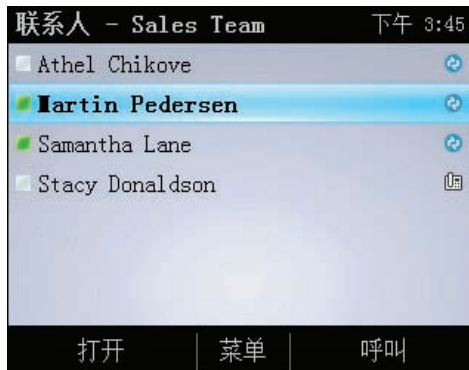 联系人 - Sales Team 下午 3:45
Athel Chikove
Martin Pedersen
Samantha Lane
Stacy Donaldson
打开 菜单 呼叫